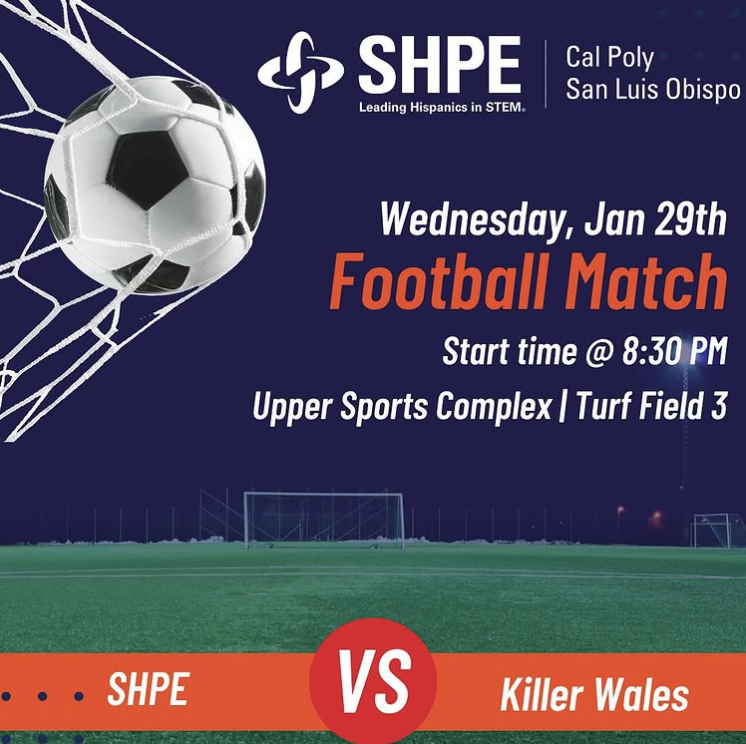 SHPE
Leading Hispanics in STEM.
Cal Poly
San Luis Obispo
Wednesday, Jan 29th
Football Match
Start time @ 8:30 PM
Upper Sports Complex | Turf Field 3
SHPE
VS
Killer Wales